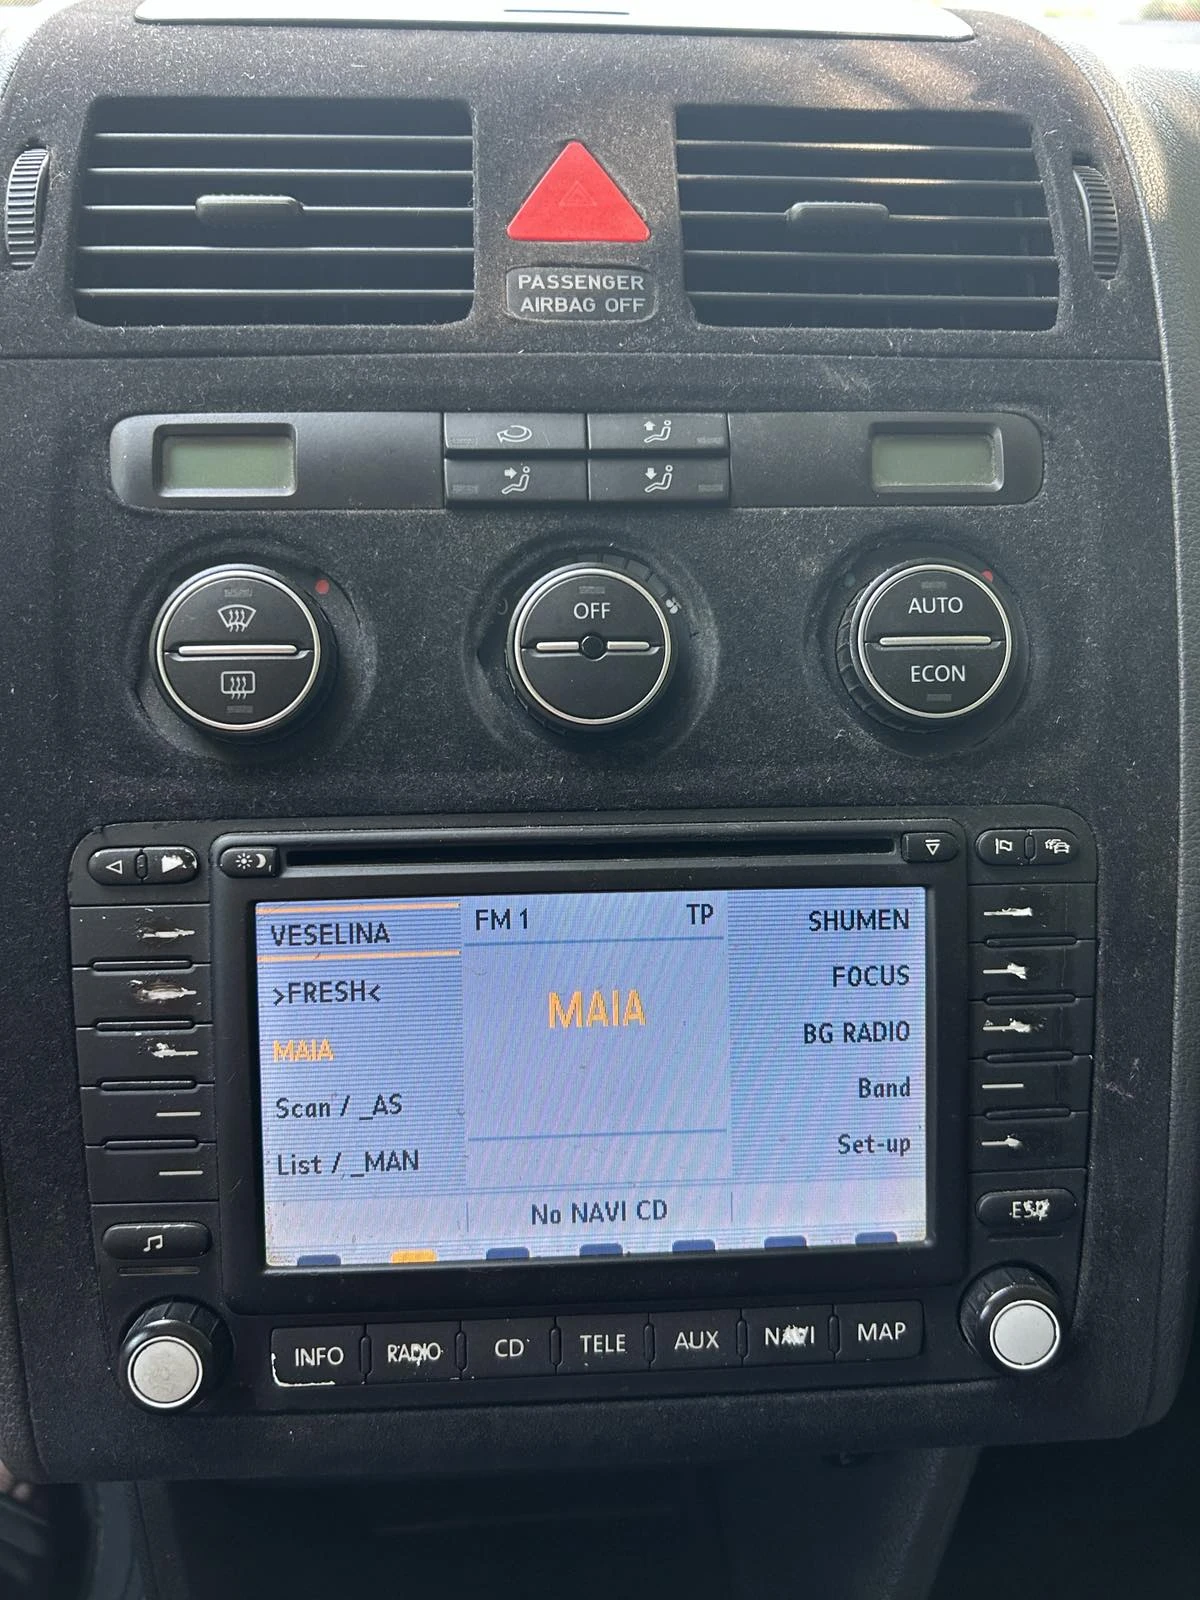 PASSENGER
AIRBAG OFF
OFF
AUTO
ECON
VESELINA
FM 1
TP
SHUMEN
>FRESH<
FOCUS
MAIA
MAIA
BG RADIO
Scan / _AS
Band
List / _MAN
Set-up
No NAVI CD
INFO
RADIO
CD
TELE
AUX
NAVI
MAP